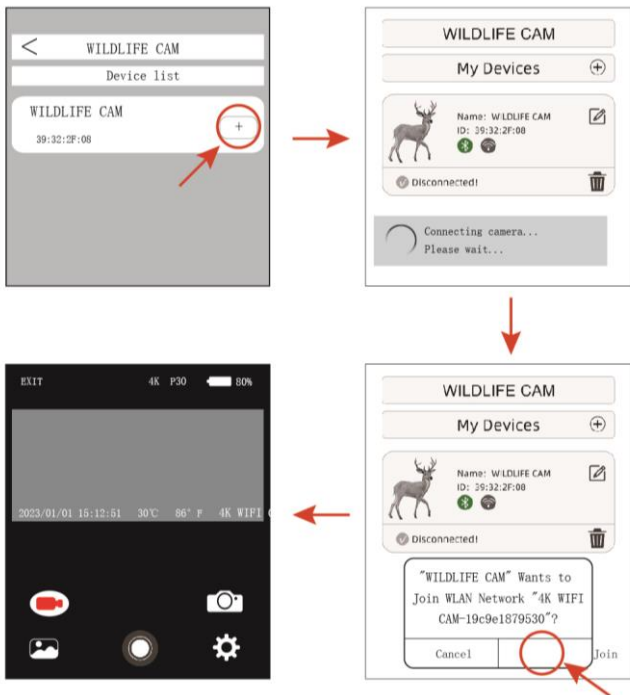 WILDLIFE CAM
Device list
WILDLIFE CAM
+
39:32:2F:08
WILDLIFE CAM
My Devices
Name: WILDLIFE CAM
ID: 39:32:2F:08
Disconnected!
Connecting camera...
Please wait...
WILDLIFE CAM
My Devices
Name: WILDLIFE CAM
ID: 39:32:2F:08
Disconnected!
"WILDLIFE CAM" Wants to
Join WLAN Network "4K WIFI
CAM-19c9e1879530"?
Cancel Join
EXIT 4K P30 80%
2023/01/01 15:12:51 30℃ 86°F 4K WIFI C